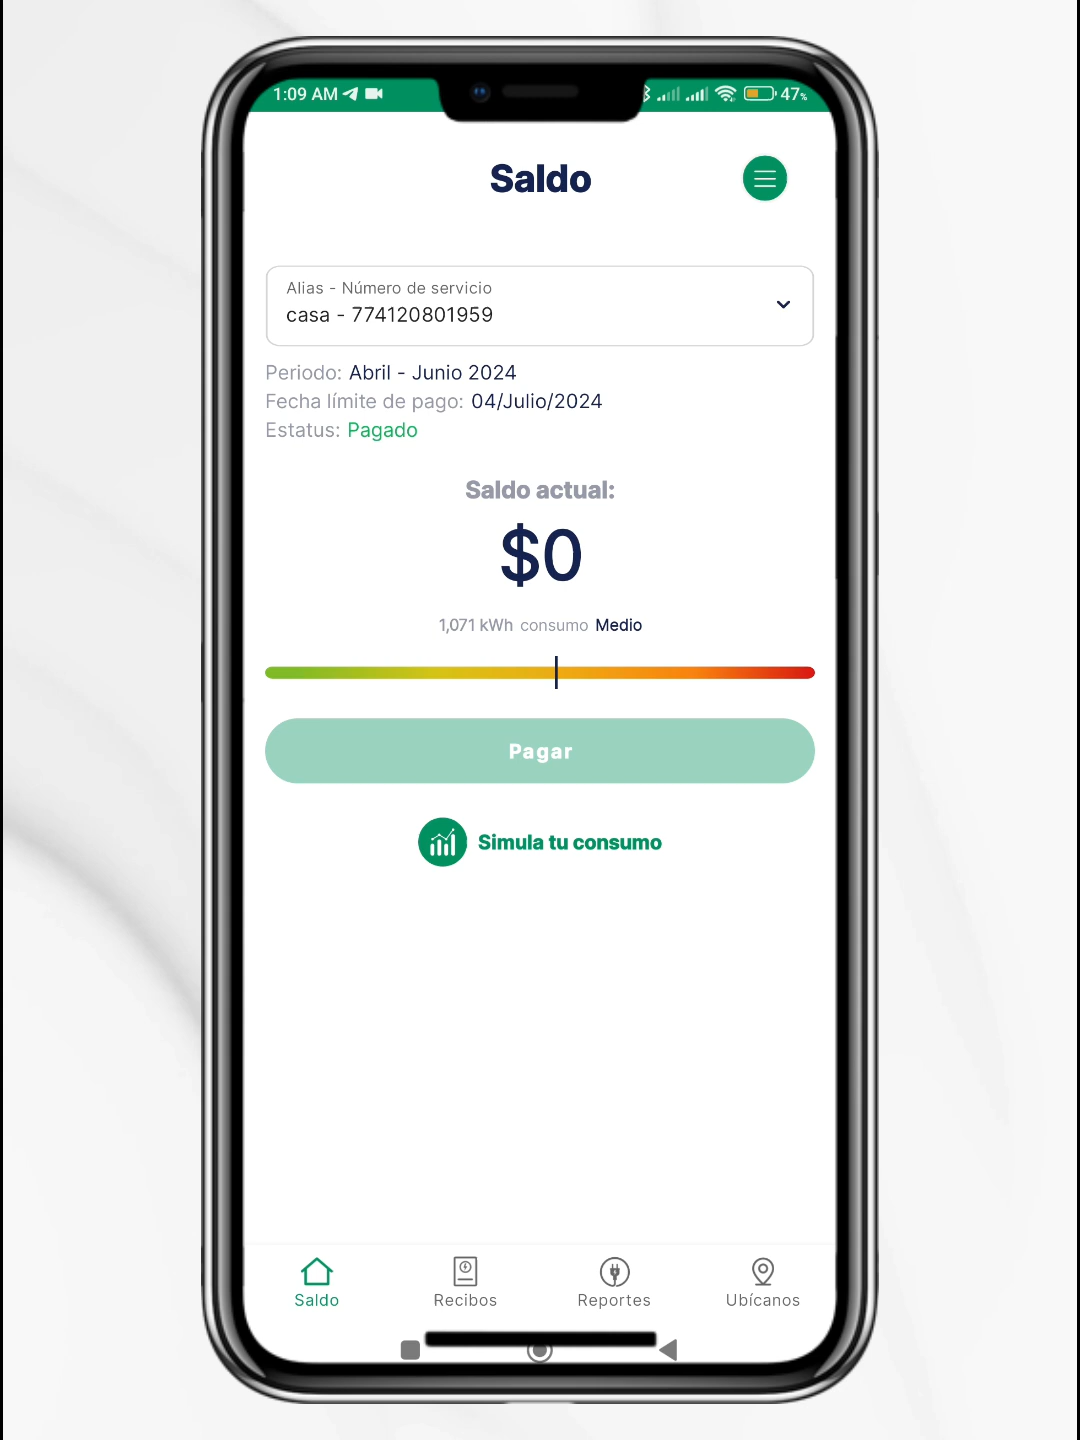 1:09 AM
47%
Saldo
Alias - Número de servicio
casa - 774120801959
Periodo: Abril - Junio 2024
Fecha límite de pago: 04/Julio/2024
Estatus: Pagado
Saldo actual:
$0
1,071 kWh consumo Medio
Pagar
Simula tu consumo
Saldo
Recibos
Reportes
Ubícanos